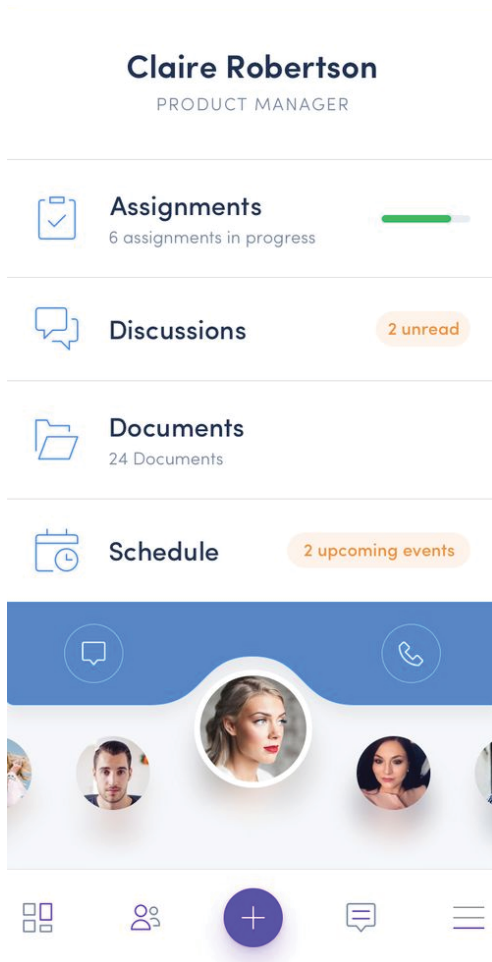 Claire Robertson
PRODUCT MANAGER
Assignments
6 assignments in progress
Discussions
2 unread
Documents
24 Documents
Schedule
2 upcoming events